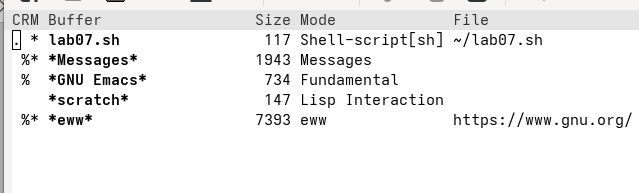 CRM Buffer Size Mode File
. * lab07.sh 117 Shell-script[sh] ~/lab07.sh
%* *Messages* 1943 Messages
% *GNU Emacs* 734 Fundamental
*scratch* 147 Lisp Interaction
%* *eww* 7393 eww https://www.gnu.org/